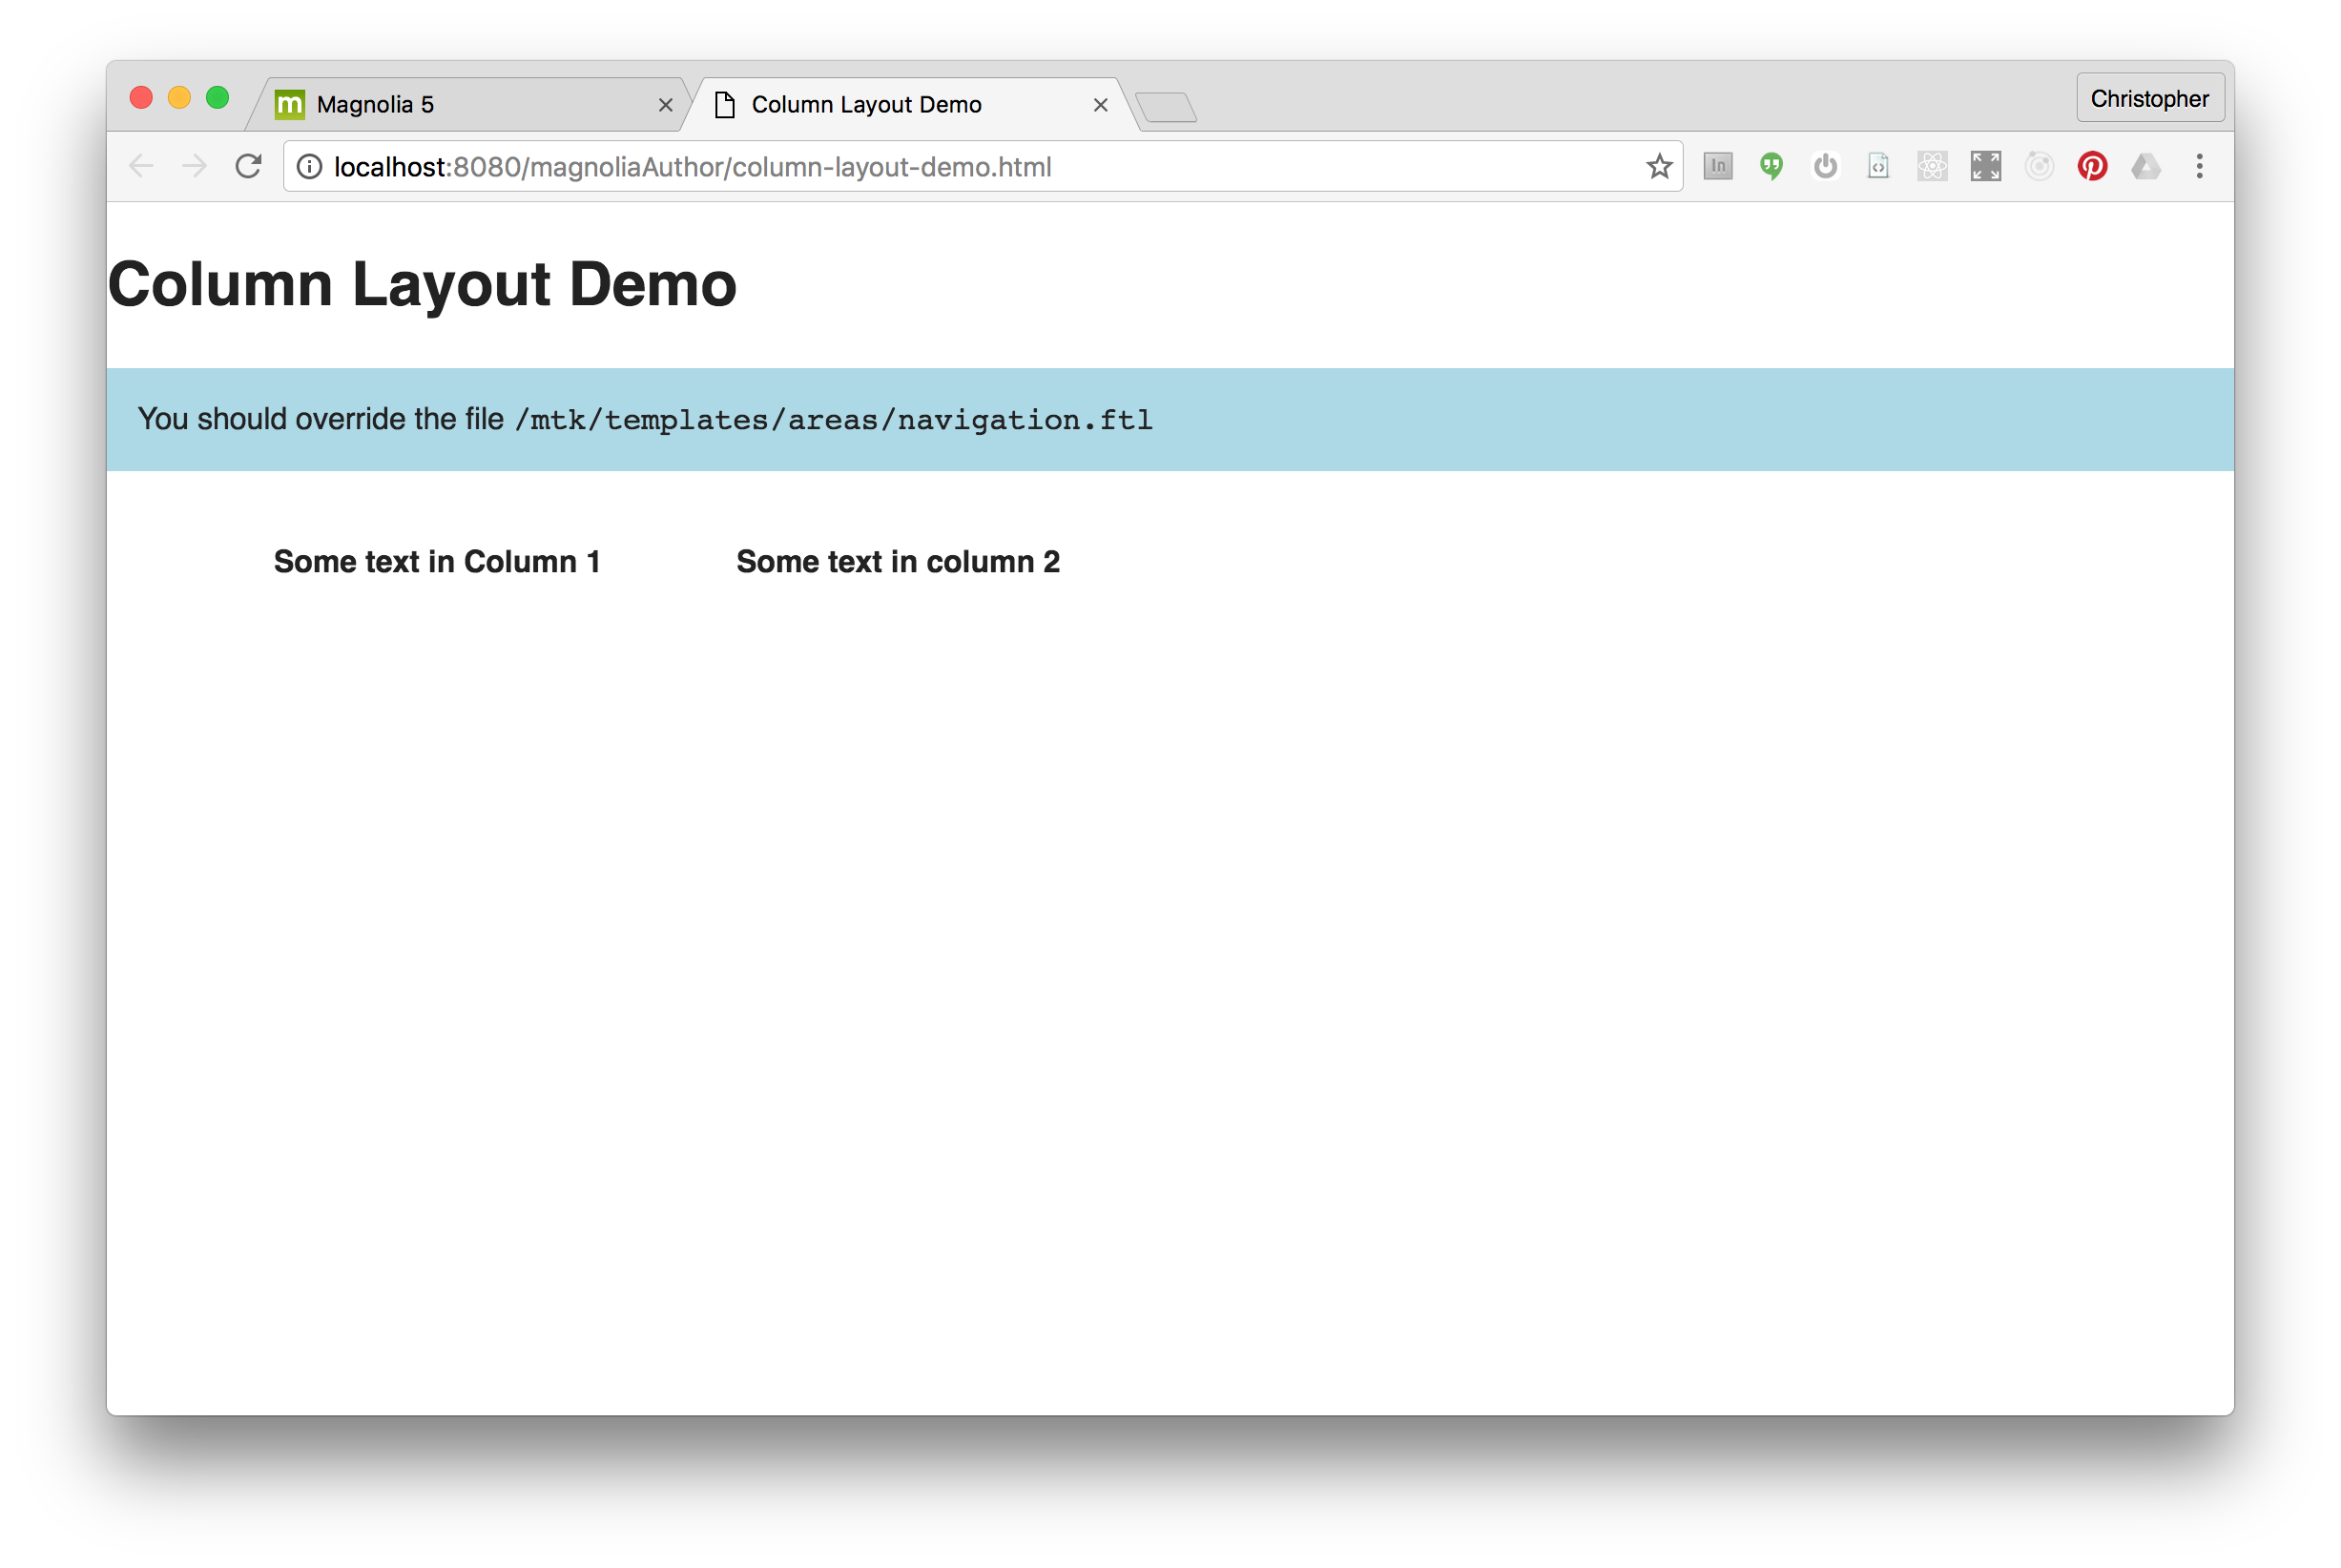 Magnolia 5
Column Layout Demo
Christopher
localhost:8080/magnoliaAuthor/column-layout-demo.html
Column Layout Demo
You should override the file /mtk/templates/areas/navigation.ftl
Some text in Column 1
Some text in column 2